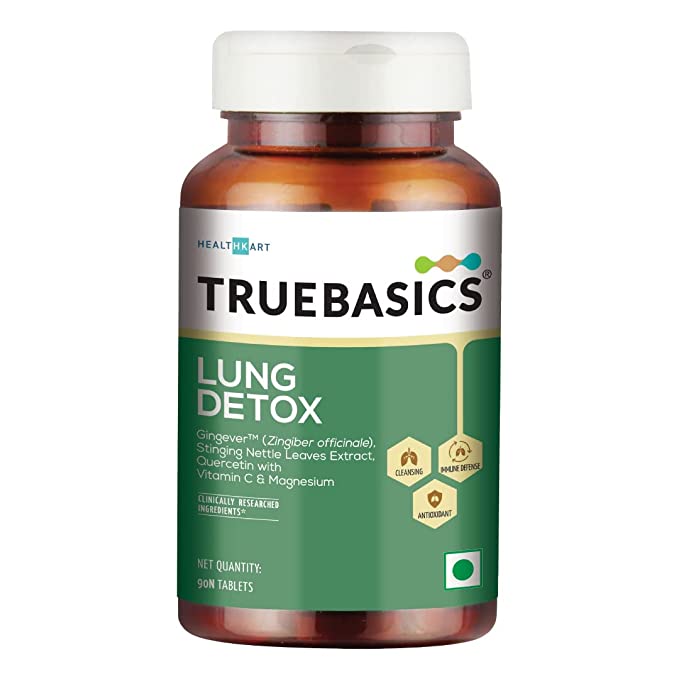 HEALTHKART
TRUEBASICS®
LUNG
DETOX
Gingever™ (Zingiber officinale),
Stinging Nettle Leaves Extract,
Quercetin with
Vitamin C & Magnesium
CLINICALLY RESEARCHED
INGREDIENTS*
CLEANSING
IMMUNE DEFENSE
ANTIOXIDANT
NET QUANTITY:
90N TABLETS